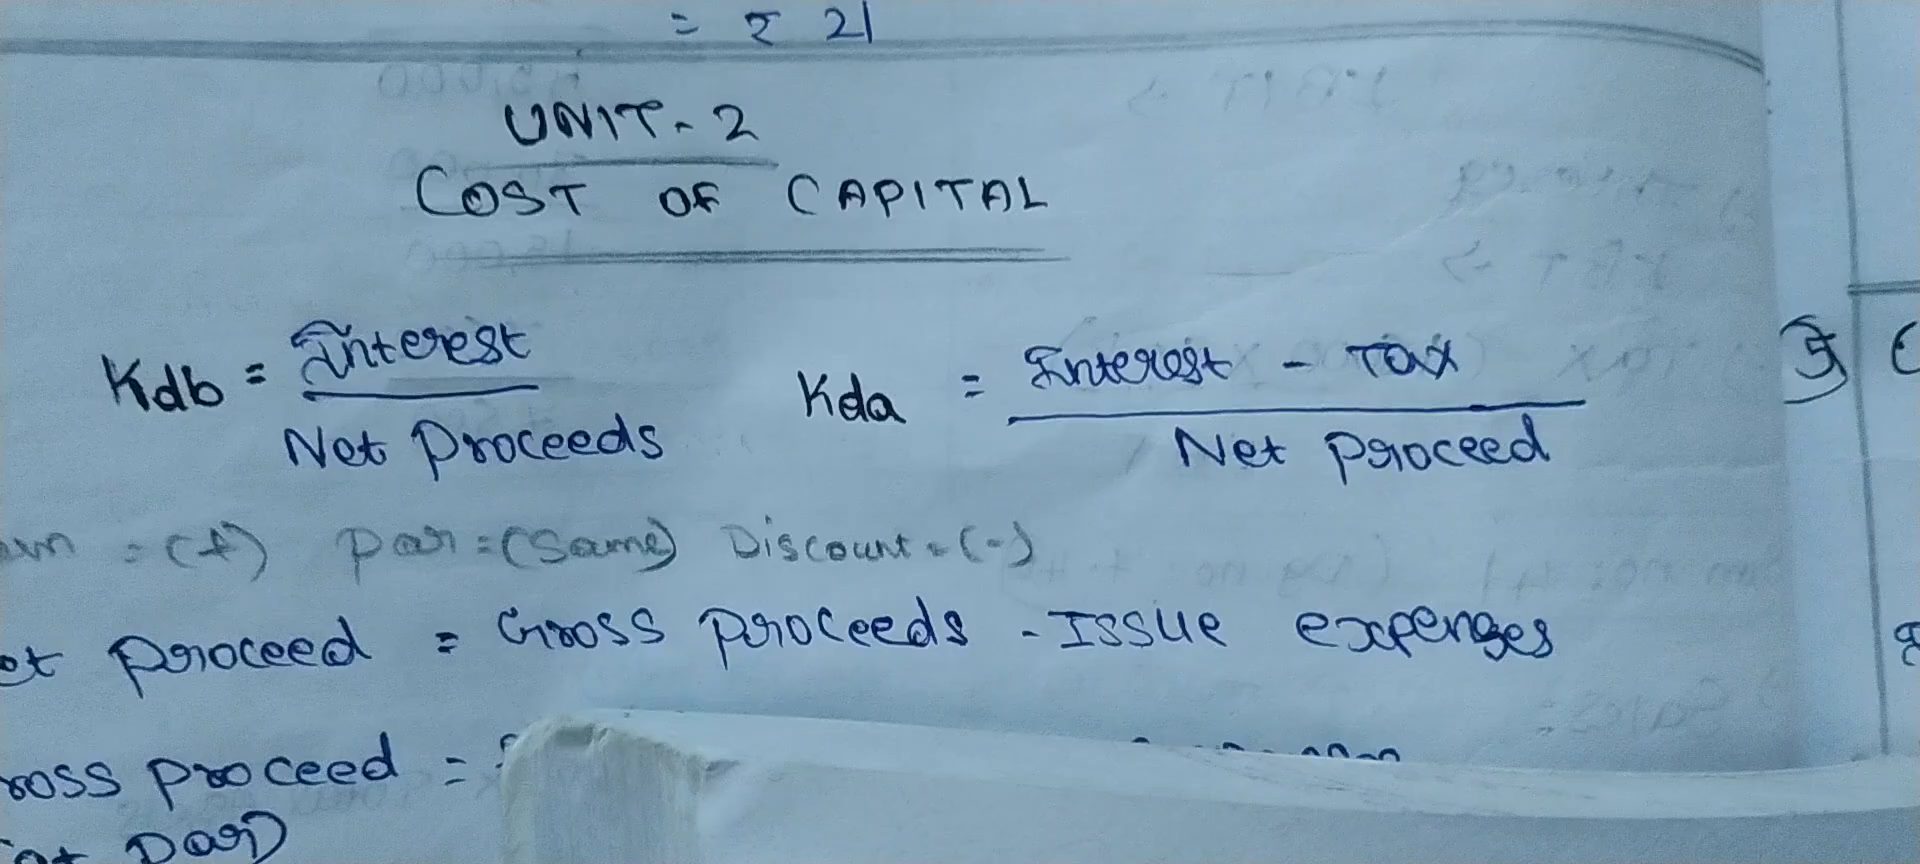 = ₹ 21
UNIT-2
COST OF CAPITAL
Kdb = Interest / Net Proceeds
Kda = Interest - Tax / Net proceed
= (+) par = (Same) Discount = (-)
proceed = Gross proceeds - Issue expenses
proceed =
par)